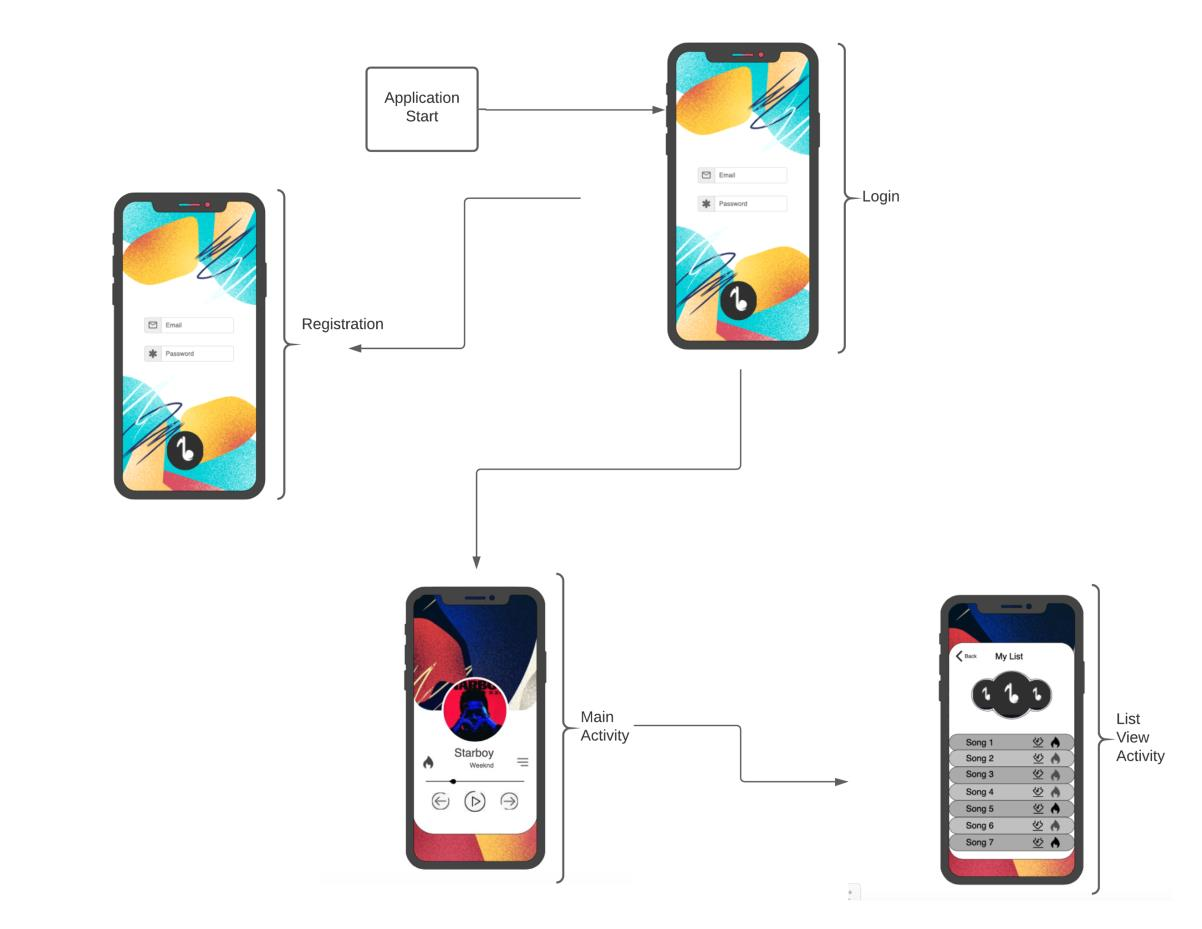 Application
Start
Email
Password
Login
Registration
Email
Password
STARBOY
Starboy
Weeknd
Main
Activity
Back
My List
Song 1
Song 2
Song 3
Song 4
Song 5
Song 6
Song 7
List
View
Activity